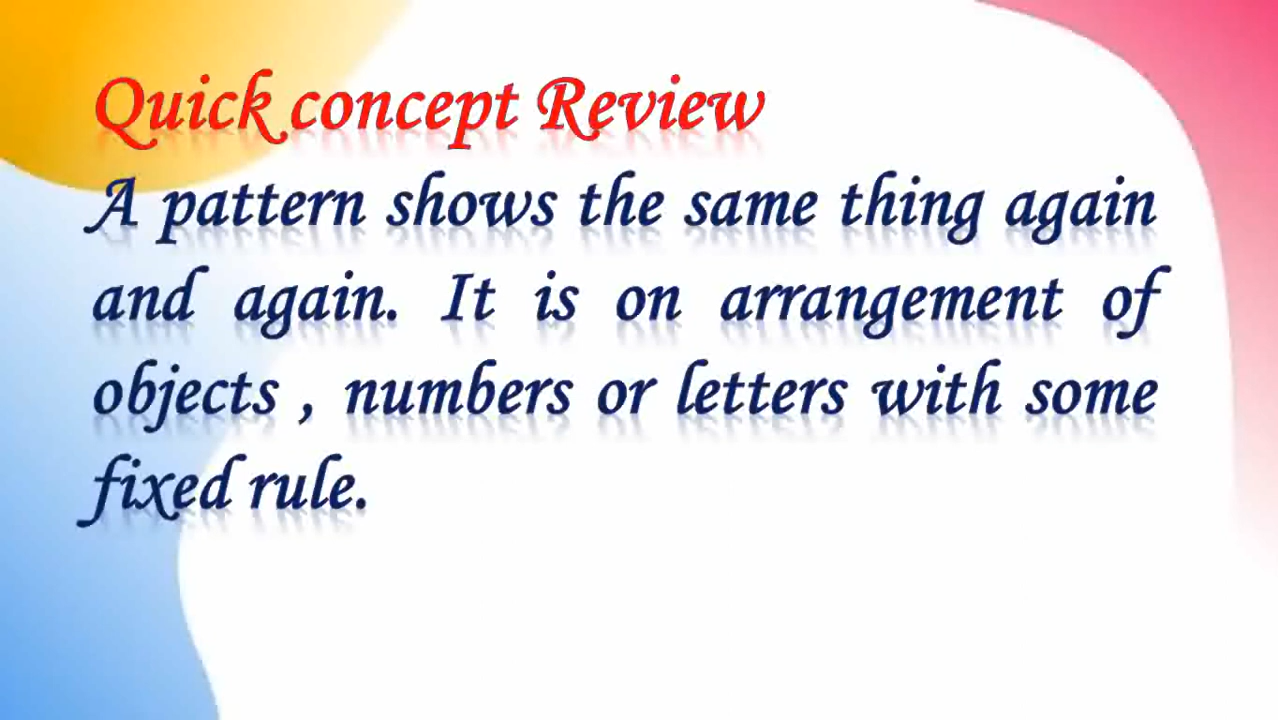 Quick concept Review
A pattern shows the same thing again
and again. It is on arrangement of
objects , numbers or letters with some
fixed rule.